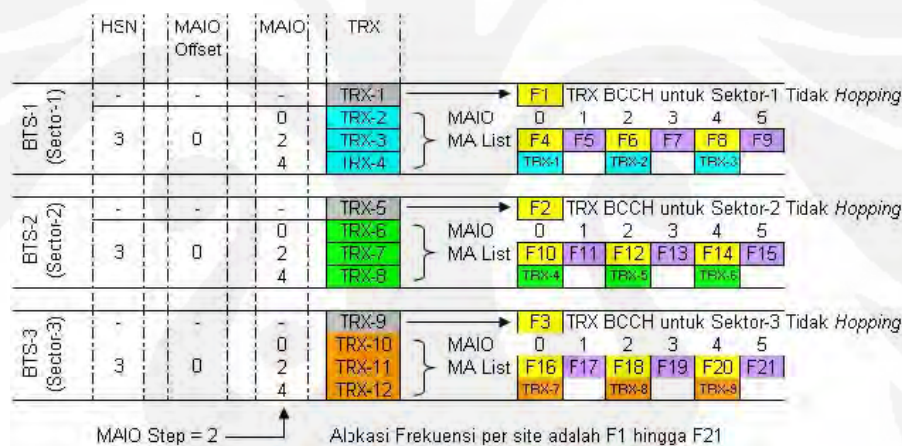 HSN MAIO Offset MAIO TRX
BTS-1 (Sector-1)
- - - TRX-1 F1 TRX BCCH untuk Sektor-1 Tidak Hopping
0 TRX-2 MAIO 0 1 2 3 4 5
3 0 2 TRX-3 MA List F4 F5 F6 F7 F8 F9
4 TRX-4 TRX-1 TRX-2 TRX-3
BTS-2 (Sector-2)
- - - TRX-5 F2 TRX BCCH untuk Sektor-2 Tidak Hopping
0 TRX-6 MAIO 0 1 2 3 4 5
3 0 2 TRX-7 MA List F10 F11 F12 F13 F14 F15
4 TRX-8 TRX-4 TRX-5 TRX-6
BTS-3 (Sector-3)
- - - TRX-9 F3 TRX BCCH untuk Sektor-3 Tidak Hopping
0 TRX-10 MAIO 0 1 2 3 4 5
3 0 2 TRX-11 MA List F16 F17 F18 F19 F20 F21
4 TRX-12 TRX-7 TRX-8 TRX-9
MAIO Step = 2 Alokasi Frekuensi per site adalah F1 hingga F21